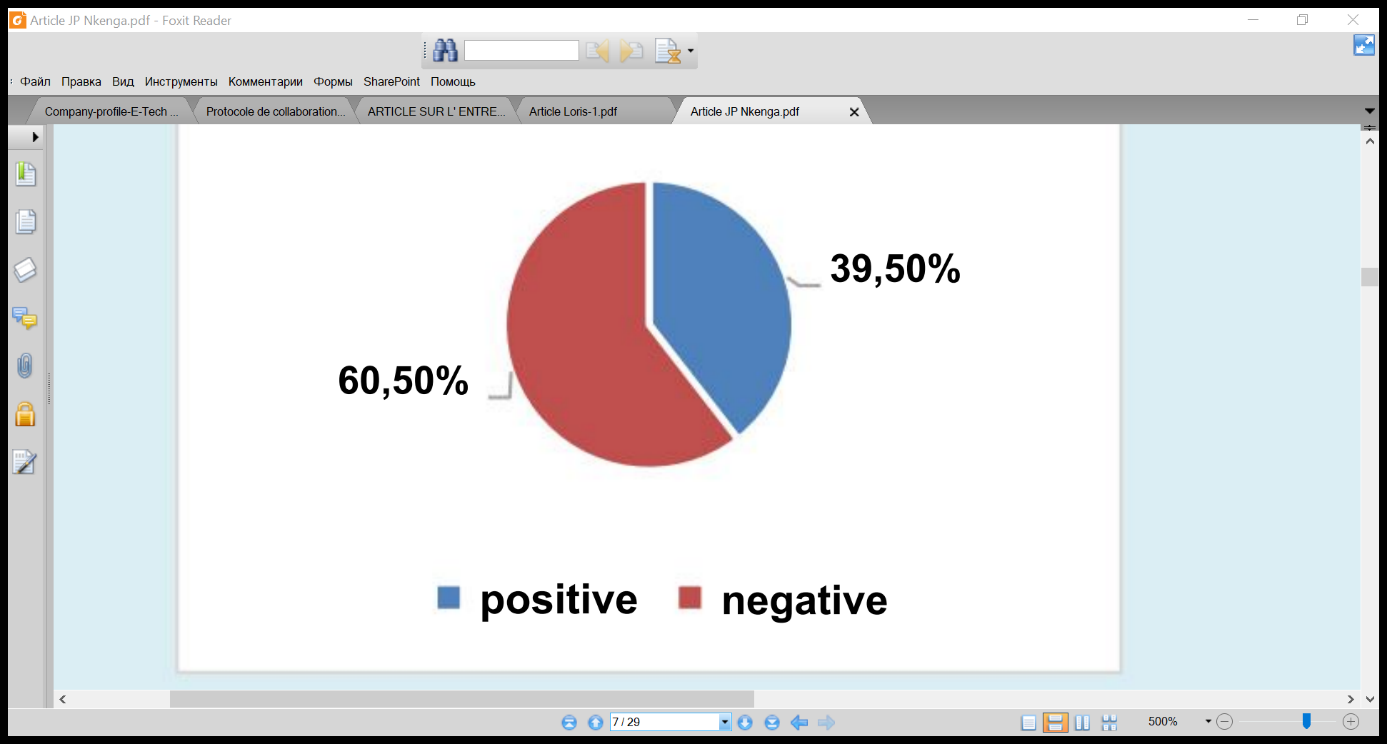 Article JP Nkenga.pdf - Foxit Reader
Файл Правка Вид Инструменты Комментарии Формы SharePoint Помощь
Company-profile-E-Tech ... Protocole de collaboration... ARTICLE SUR L' ENTRE... Article Loris-1.pdf Article JP Nkenga.pdf
39,50%
60,50%
positive negative
7 / 29 500%